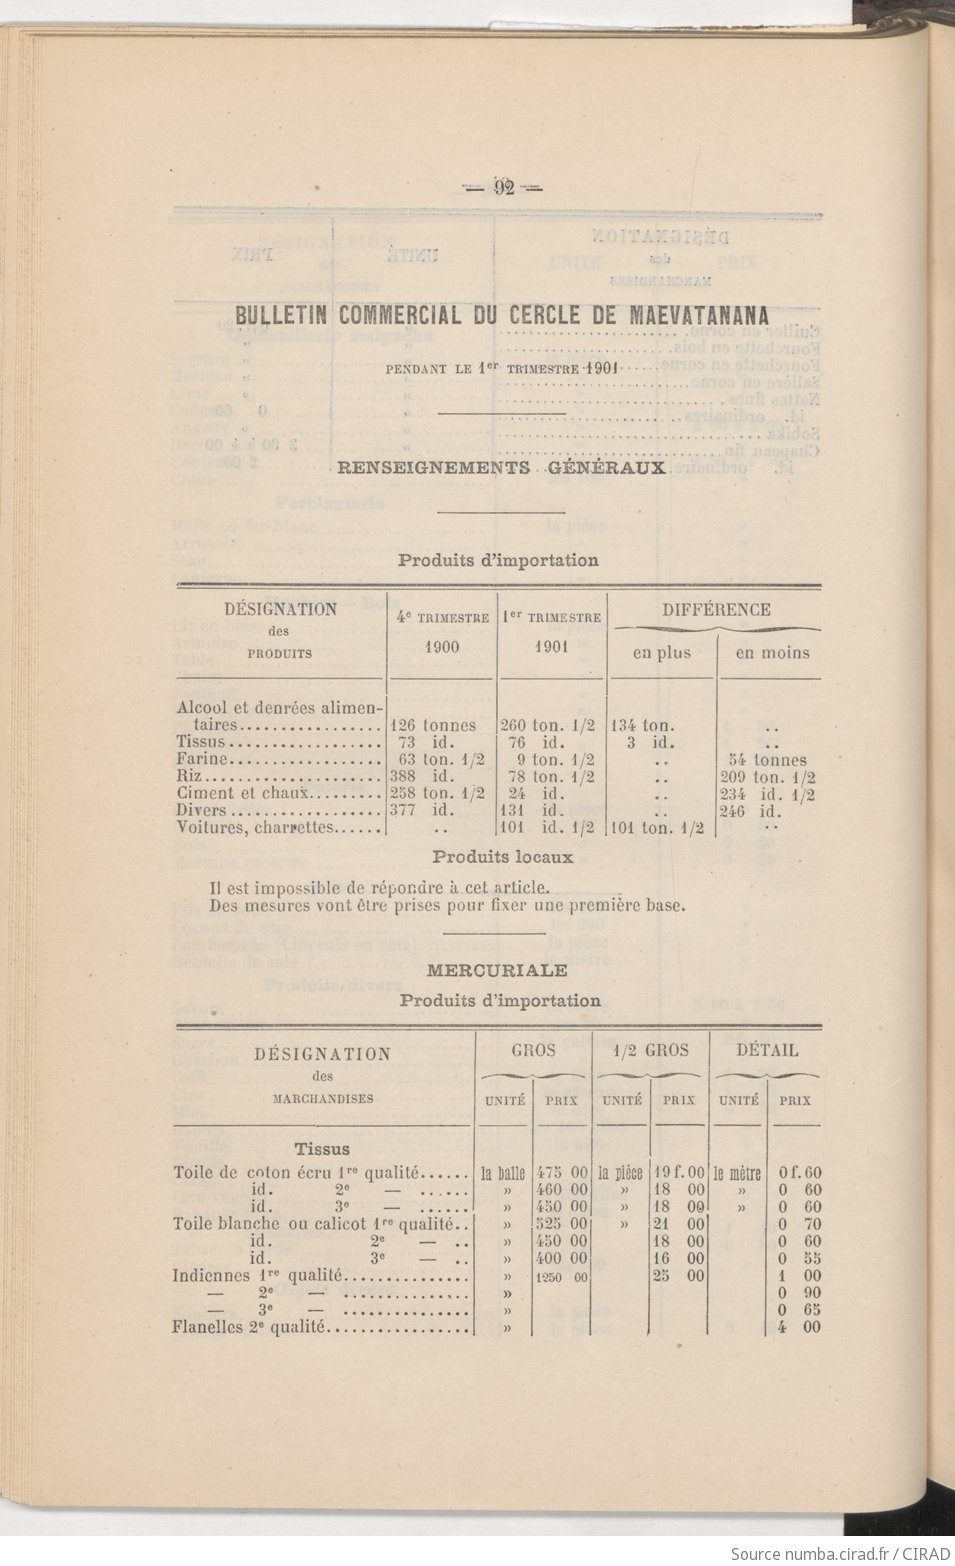 — 92 —
BULLETIN COMMERCIAL DU CERCLE DE MAEVATANANA
PENDANT LE 1er TRIMESTRE 1901
RENSEIGNEMENTS GÉNÉRAUX
Produits d'importation
DÉSIGNATION des PRODUITS | 4e TRIMESTRE 1900 | 1er TRIMESTRE 1901 | DIFFÉRENCE
en plus | en moins
Alcool et denrées alimen-
taires................. 126 tonnes 260 ton. 1/2 134 ton. ..
Tissus.................. 73 id. 76 id. 3 id. ..
Farine.................. 63 ton. 1/2 9 ton. 1/2 .. 54 tonnes
Riz..................... 388 id. 78 ton. 1/2 .. 209 ton. 1/2
Ciment et chaux......... 258 ton. 1/2 24 id. .. 234 id. 1/2
Divers.................. 377 id. 131 id. .. 246 id.
Voitures, charrettes...... .. 101 id. 1/2 101 ton. 1/2 ..
Produits locaux
Il est impossible de répondre à cet article.
Des mesures vont être prises pour fixer une première base.
MERCURIALE
Produits d'importation
DÉSIGNATION des MARCHANDISES | GROS | 1/2 GROS | DÉTAIL
UNITÉ | PRIX | UNITÉ | PRIX | UNITÉ | PRIX
Tissus
Toile de coton écru 1re qualité...... la balle 475 00 la pièce 19 f. 00 le mètre 0 f. 60
id. 2e — ...... » 460 00 » 18 00 » 0 60
id. 3e — ...... » 450 00 » 18 00 » 0 60
Toile blanche ou calicot 1re qualité.. » 525 00 » 21 00 0 70
id. 2e — .. » 450 00 18 00 0 60
id. 3e — .. » 400 00 16 00 0 55
Indiennes 1re qualité............... » 1250 00 25 00 1 00
— 2e — ............... » 0 90
— 3e — ............... » 0 65
Flanelles 2e qualité................. » 4 00
Source numba.cirad.fr / CIRAD